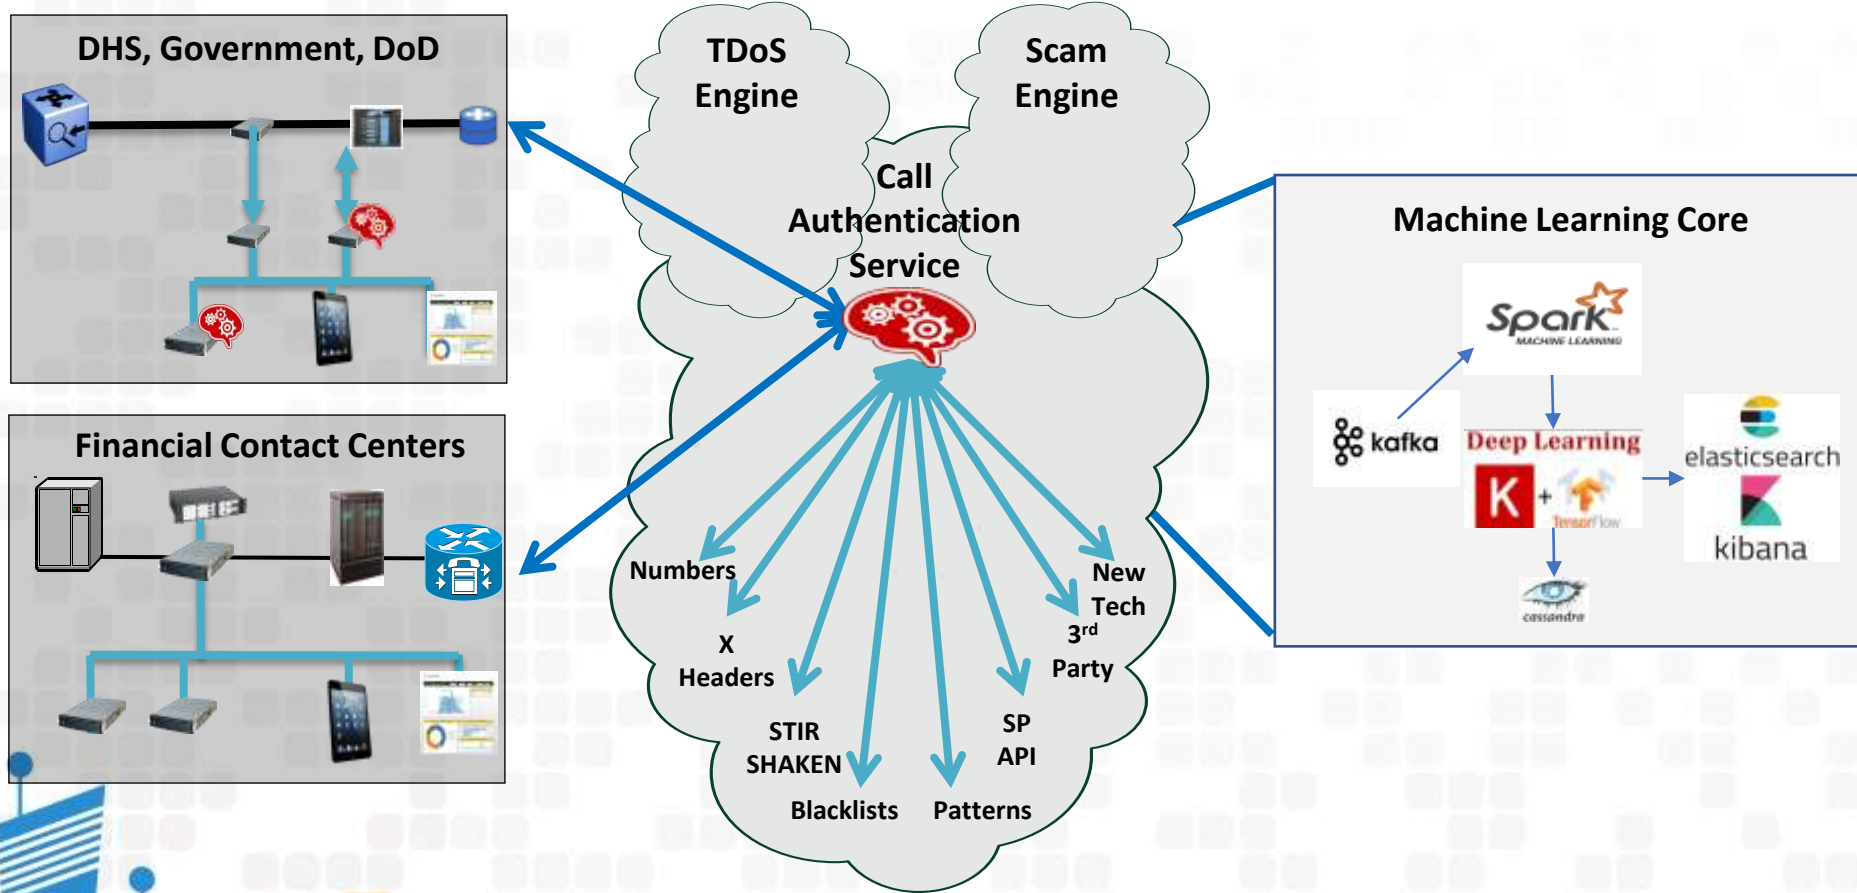 DHS, Government, DoD
Financial Contact Centers
TDoS
Engine
Scam
Engine
Call
Authentication
Service
Numbers
X
Headers
STIR
SHAKEN
Blacklists
Patterns
SP
API
3rd
Party
New
Tech
Machine Learning Core
Spark
MACHINE LEARNING
kafka
Deep Learning
K + TensorFlow
elasticsearch
kibana
cassandra